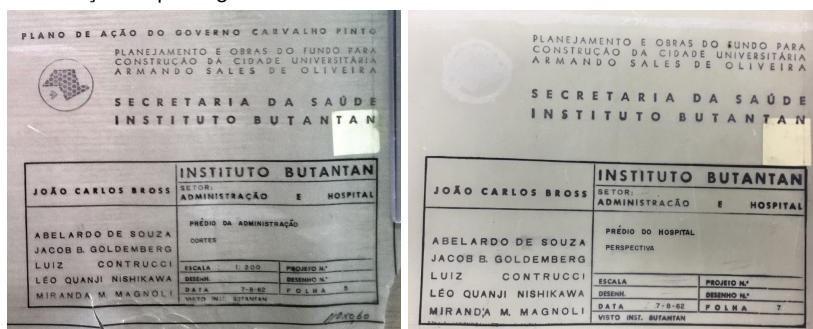 PLANO DE AÇÃO DO GOVERNO CARVALHO PINTO
PLANEJAMENTO E OBRAS DO FUNDO PARA
CONSTRUÇÃO DA CIDADE UNIVERSITÁRIA
ARMANDO SALES DE OLIVEIRA
SECRETARIA DA SAÚDE
INSTITUTO BUTANTAN
JOÃO CARLOS BROSS
INSTITUTO BUTANTAN
SETOR:
ADMINISTRAÇÃO E HOSPITAL
ABELARDO DE SOUZA
JACOB B. GOLDEMBERG
LUIZ CONTRUCCI
LÉO QUANJI NISHIKAWA
MIRANDA M. MAGNOLI
PRÉDIO DA ADMINISTRAÇÃO
CORTES
ESCALA 1:200 PROJETO N.º
DESENH. DESENHO N.º
DATA 7-8-62 FOLHA 5
VISTO INST. BUTANTAN
PLANEJAMENTO E OBRAS DO FUNDO PARA
CONSTRUÇÃO DA CIDADE UNIVERSITÁRIA
ARMANDO SALES DE OLIVEIRA
SECRETARIA DA SAÚDE
INSTITUTO BUTANTAN
JOÃO CARLOS BROSS
INSTITUTO BUTANTAN
SETOR:
ADMINISTRAÇÃO E HOSPITAL
ABELARDO DE SOUZA
JACOB B. GOLDEMBERG
LUIZ CONTRUCCI
LÉO QUANJI NISHIKAWA
MIRANDA M. MAGNOLI
PRÉDIO DO HOSPITAL
PERSPECTIVA
ESCALA PROJETO N.º
DESENH. DESENHO N.º
DATA 7-8-62 FOLHA 7
VISTO INST. BUTANTAN